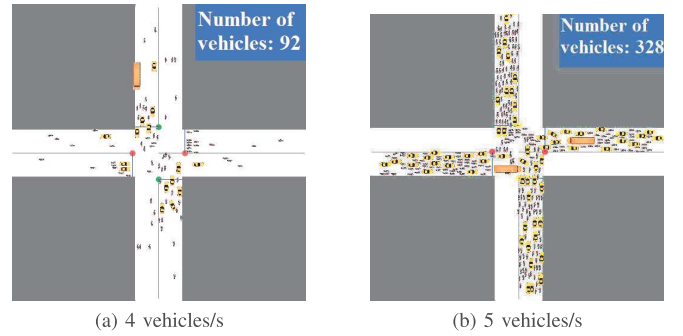 Number of
vehicles: 92
Number of
vehicles: 328
(a) 4 vehicles/s
(b) 5 vehicles/s